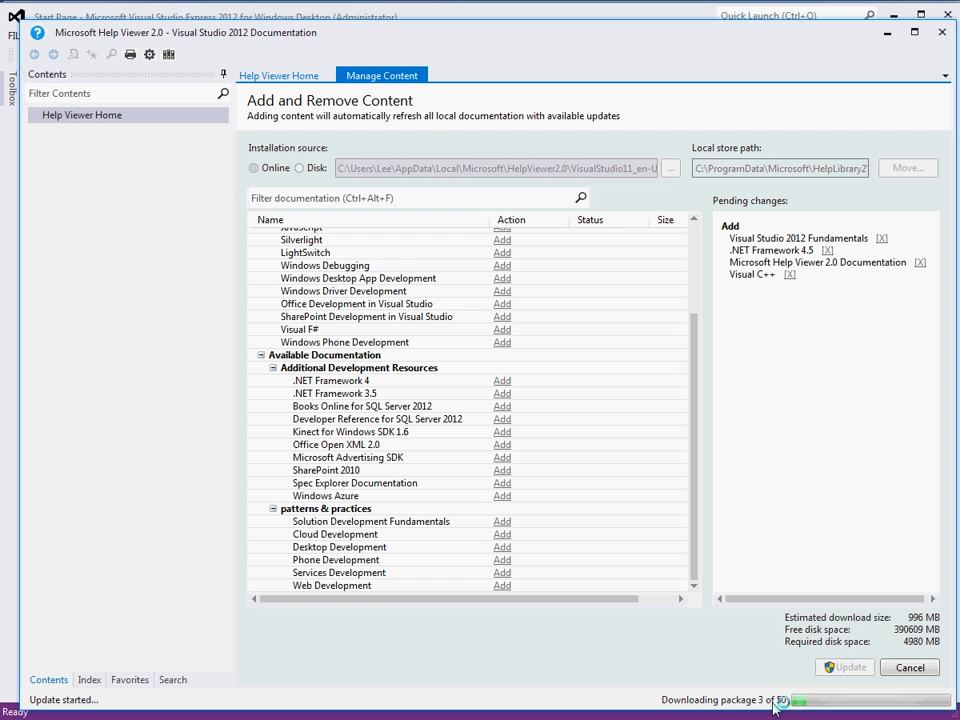 Start Page - Microsoft Visual Studio Express 2012 for Windows Desktop (Administrator)
Quick Launch (Ctrl+Q)
Microsoft Help Viewer 2.0 - Visual Studio 2012 Documentation
Toolbox
Contents
Filter Contents
Help Viewer Home
Help Viewer Home
Manage Content
Add and Remove Content
Adding content will automatically refresh all local documentation with available updates
Installation source:
Local store path:
Online
Disk:
C:\Users\Lee\AppData\Local\Microsoft\HelpViewer2.0\VisualStudio11_en-U
...
C:\ProgramData\Microsoft\HelpLibrary2
Move...
Filter documentation (Ctrl+Alt+F)
Pending changes:
Name Action Status Size
JavaScript Add
Silverlight Add
LightSwitch Add
Windows Debugging Add
Windows Desktop App Development Add
Windows Driver Development Add
Office Development in Visual Studio Add
SharePoint Development in Visual Studio Add
Visual F# Add
Windows Phone Development Add
Available Documentation
Additional Development Resources
.NET Framework 4 Add
.NET Framework 3.5 Add
Books Online for SQL Server 2012 Add
Developer Reference for SQL Server 2012 Add
Kinect for Windows SDK 1.6 Add
Office Open XML 2.0 Add
Microsoft Advertising SDK Add
SharePoint 2010 Add
Spec Explorer Documentation Add
Windows Azure Add
patterns & practices
Solution Development Fundamentals Add
Cloud Development Add
Desktop Development Add
Phone Development Add
Services Development Add
Web Development Add
Add
Visual Studio 2012 Fundamentals [X]
.NET Framework 4.5 [X]
Microsoft Help Viewer 2.0 Documentation [X]
Visual C++ [X]
Estimated download size: 996 MB
Free disk space: 390609 MB
Required disk space: 4980 MB
Update
Cancel
Contents Index Favorites Search
Update started...
Downloading package 3 of
Ready